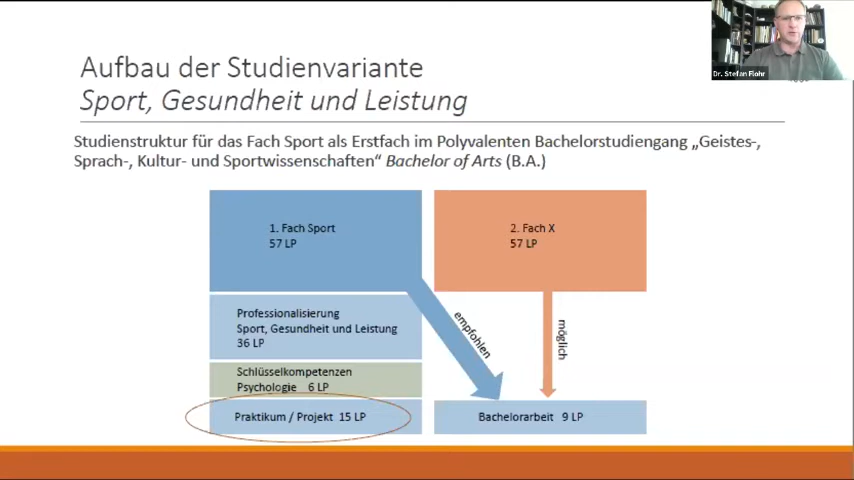 Dr. Stefan Flohr
Aufbau der Studienvariante
Sport, Gesundheit und Leistung
Studienstruktur für das Fach Sport als Erstfach im Polyvalenten Bachelorstudiengang „Geistes-,
Sprach-, Kultur- und Sportwissenschaften“ Bachelor of Arts (B.A.)
1. Fach Sport
57 LP
2. Fach X
57 LP
Professionalisierung
Sport, Gesundheit und Leistung
36 LP
empfohlen
möglich
Schlüsselkompetenzen
Psychologie 6 LP
Praktikum / Projekt 15 LP
Bachelorarbeit 9 LP